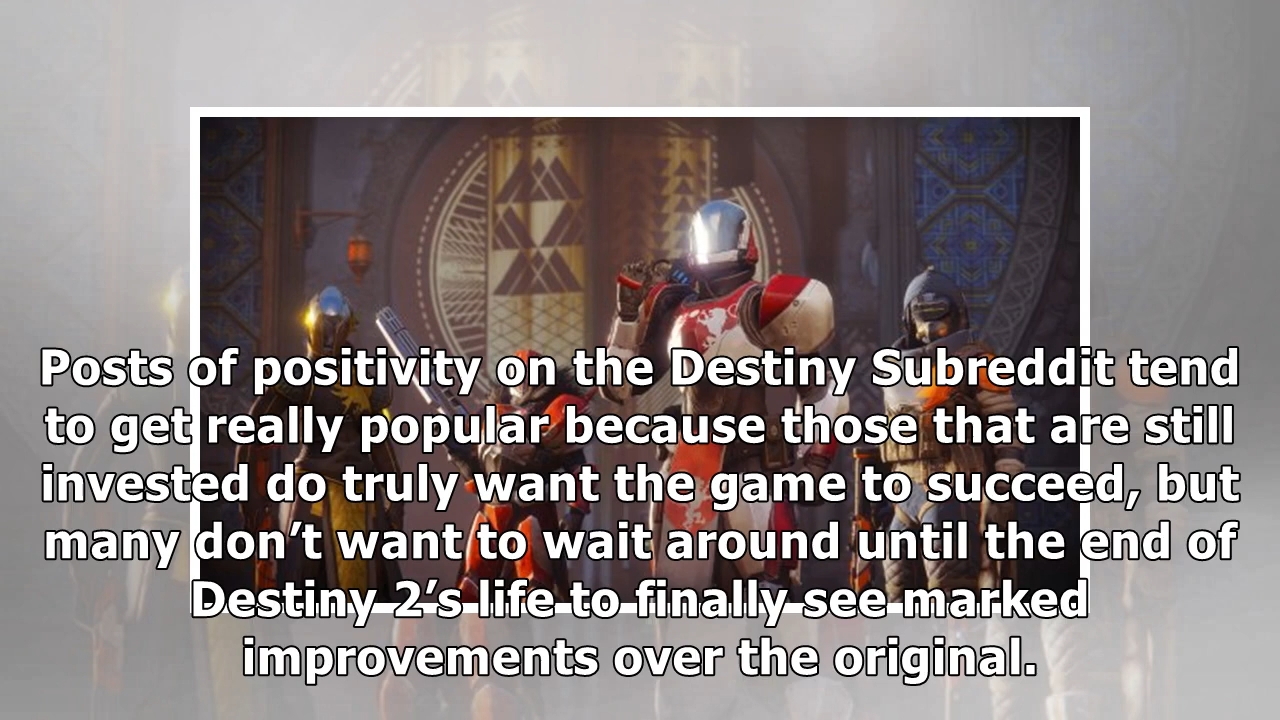 Posts of positivity on the Destiny Subreddit tend
to get really popular because those that are still
invested do truly want the game to succeed, but
many don’t want to wait around until the end of
Destiny 2’s life to finally see marked
improvements over the original.